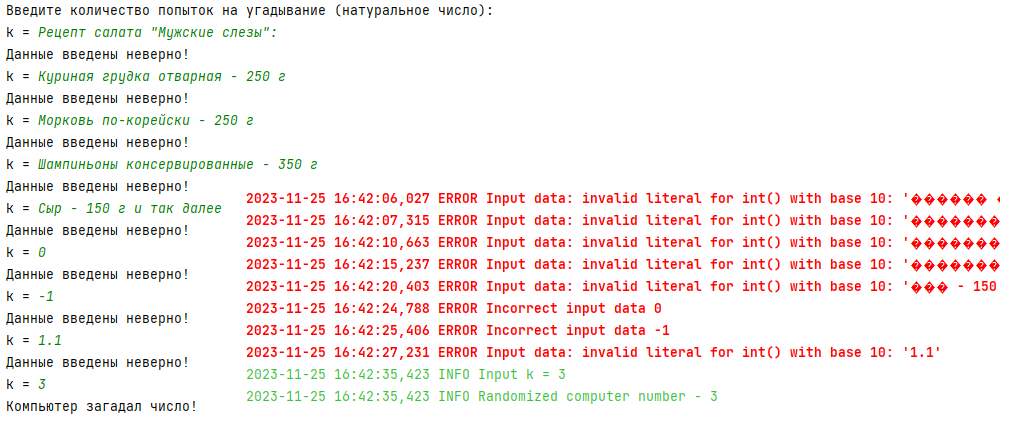 Введите количество попыток на угадывание (натуральное число):
k = Рецепт салата "Мужские слезы":
Данные введены неверно!
k = Куриная грудка отварная - 250 г
Данные введены неверно!
k = Морковь по-корейски - 250 г
Данные введены неверно!
k = Шампиньоны консервированные - 350 г
Данные введены неверно!
k = Сыр - 150 г и так далее
Данные введены неверно!
k = 0
Данные введены неверно!
k = -1
Данные введены неверно!
k = 1.1
Данные введены неверно!
k = 3
Компьютер загадал число!
2023-11-25 16:42:06,027 ERROR Input data: invalid literal for int() with base 10: '������ �
2023-11-25 16:42:07,315 ERROR Input data: invalid literal for int() with base 10: '�������
2023-11-25 16:42:10,663 ERROR Input data: invalid literal for int() with base 10: '�������
2023-11-25 16:42:15,237 ERROR Input data: invalid literal for int() with base 10: '�������
2023-11-25 16:42:20,403 ERROR Input data: invalid literal for int() with base 10: '��� - 150
2023-11-25 16:42:24,788 ERROR Incorrect input data 0
2023-11-25 16:42:25,406 ERROR Incorrect input data -1
2023-11-25 16:42:27,231 ERROR Input data: invalid literal for int() with base 10: '1.1'
2023-11-25 16:42:35,423 INFO Input k = 3
2023-11-25 16:42:35,423 INFO Randomized computer number - 3